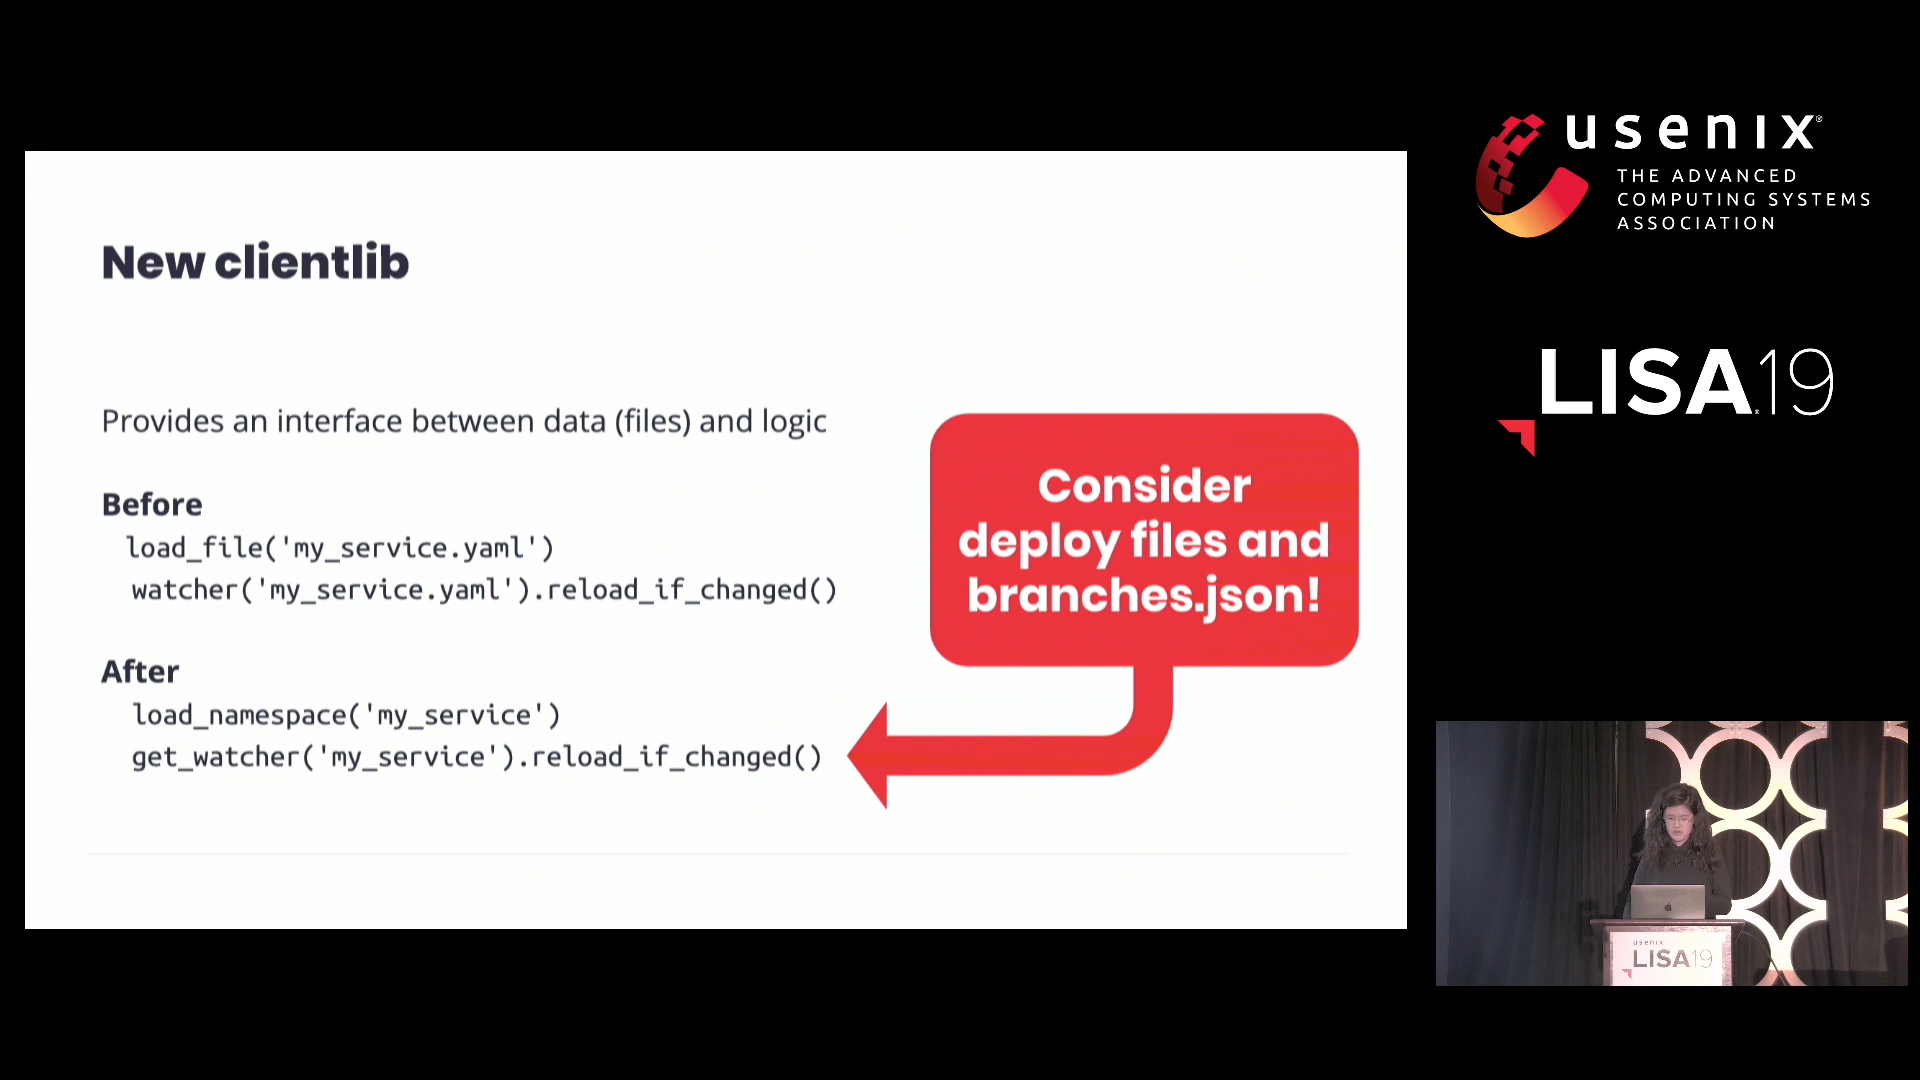 New clientlib
Provides an interface between data (files) and logic
Before
load_file('my_service.yaml')
watcher('my_service.yaml').reload_if_changed()
After
load_namespace('my_service')
get_watcher('my_service').reload_if_changed()
Consider
deploy files and
branches.json!
usenix®
THE ADVANCED
COMPUTING SYSTEMS
ASSOCIATION
LISA19
usenix
LISA19